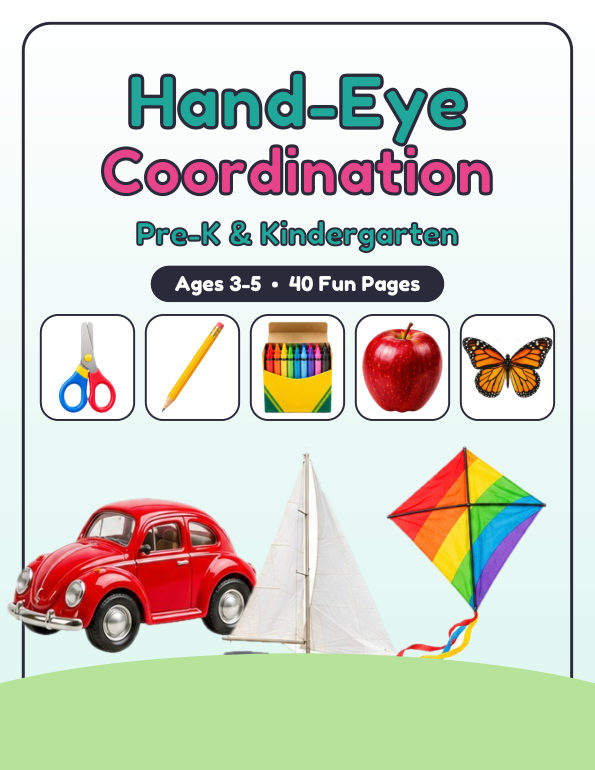 Hand-Eye
Coordination
Pre-K & Kindergarten
Ages 3-5 • 40 Fun Pages